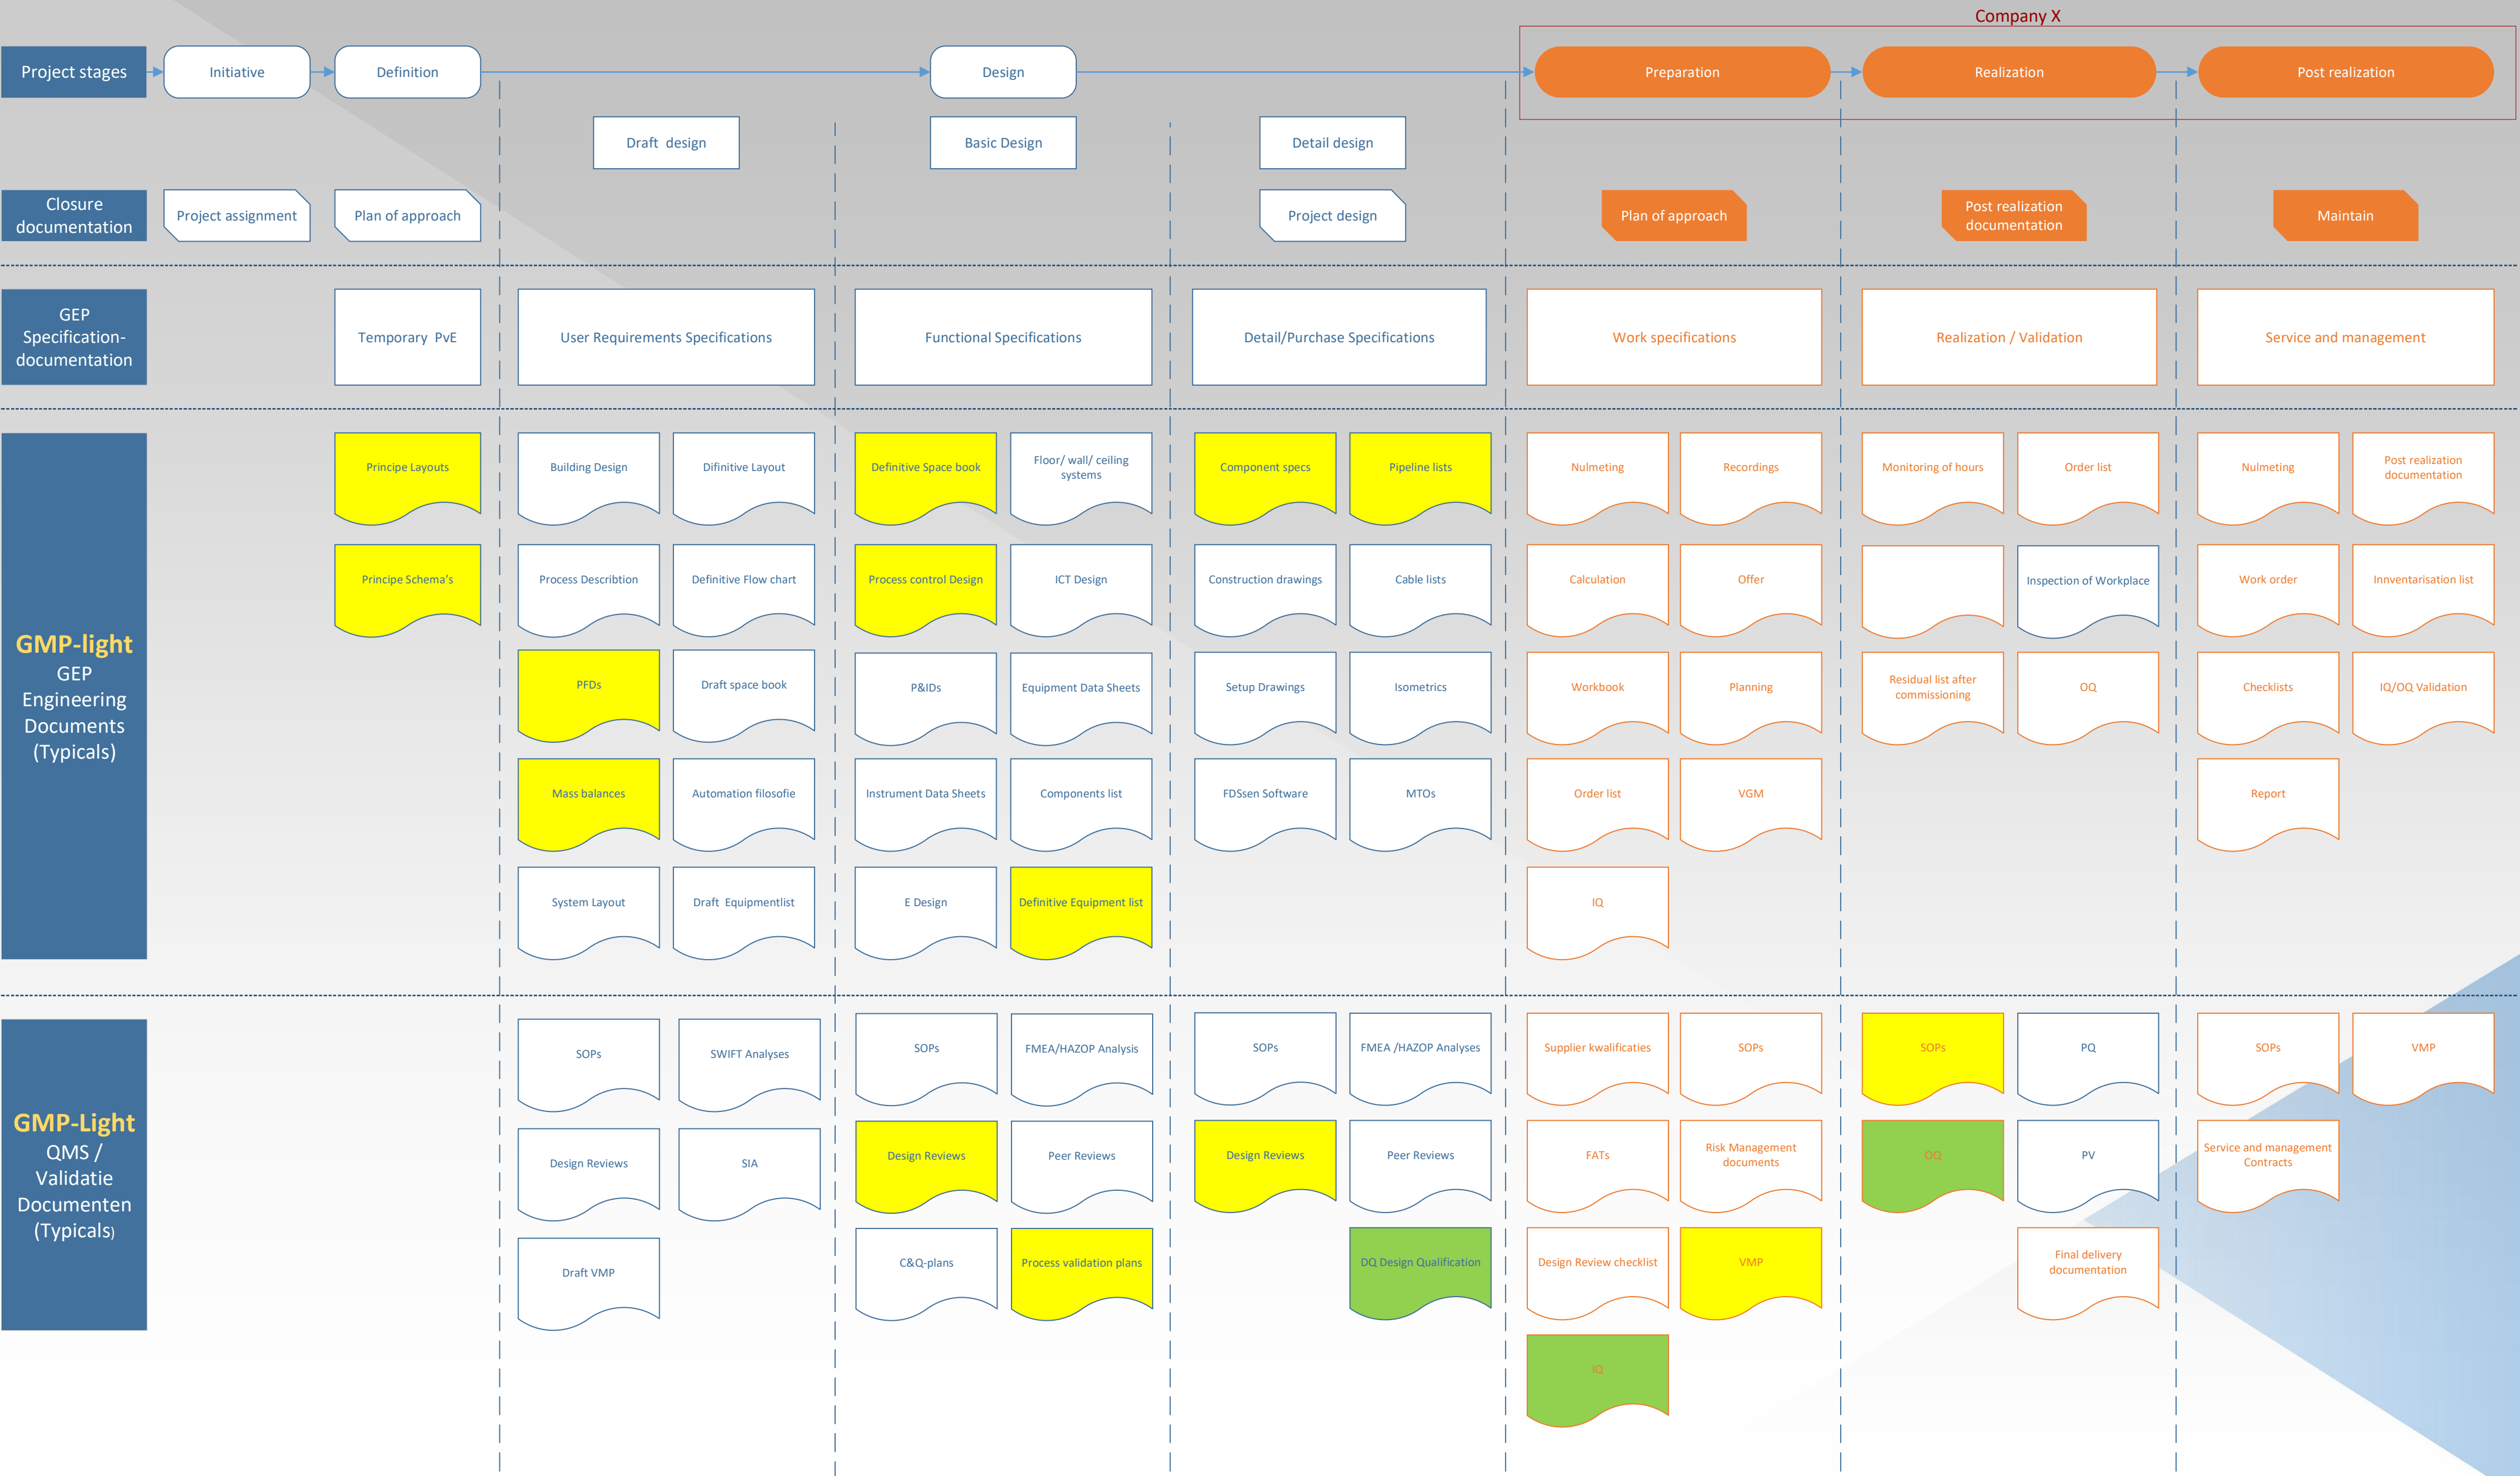 Company X
Project stages
Initiative
Definition
Design
Preparation
Realization
Post realization
Draft  design
Basic Design
Detail design
Closure
documentation
Project assignment
Plan of approach
Project design
Plan of approach
Post realization
documentation
Maintain
GEP
Specification-
documentation
Temporary  PvE
User Requirements Specifications
Functional Specifications
Detail/Purchase Specifications
Work specifications
Realization / Validation
Service and management
GMP-light
GEP
Engineering
Documents
(Typicals)
Principe Layouts
Building Design
Difinitive Layout
Definitive Space book
Floor/ wall/ ceiling
systems
Component specs
Pipeline lists
Nulmeting
Recordings
Monitoring of hours
Order list
Nulmeting
Post realization
documentation
Principe Schema's
Process Describtion
Definitive Flow chart
Process control Design
ICT Design
Construction drawings
Cable lists
Calculation
Offer
Inspection of Workplace
Work order
Innventarisation list
PFDs
Draft space book
P&IDs
Equipment Data Sheets
Setup Drawings
Isometrics
Workbook
Planning
Residual list after
commissioning
OQ
Checklists
IQ/OQ Validation
Mass balances
Automation filosofie
Instrument Data Sheets
Components list
FDSsen Software
MTOs
Order list
VGM
Report
System Layout
Draft  Equipmentlist
E Design
Definitive Equipment list
IQ
GMP-Light
QMS /
Validatie
Documenten
(Typicals)
SOPs
SWIFT Analyses
SOPs
FMEA/HAZOP Analysis
SOPs
FMEA /HAZOP Analyses
Supplier kwalificaties
SOPs
SOPs
PQ
SOPs
VMP
Design Reviews
SIA
Design Reviews
Peer Reviews
Design Reviews
Peer Reviews
FATs
Risk Management
documents
OQ
PV
Service and management
Contracts
Draft VMP
C&Q-plans
Process validation plans
DQ Design Qualification
Design Review checklist
VMP
Final delivery
documentation
IQ